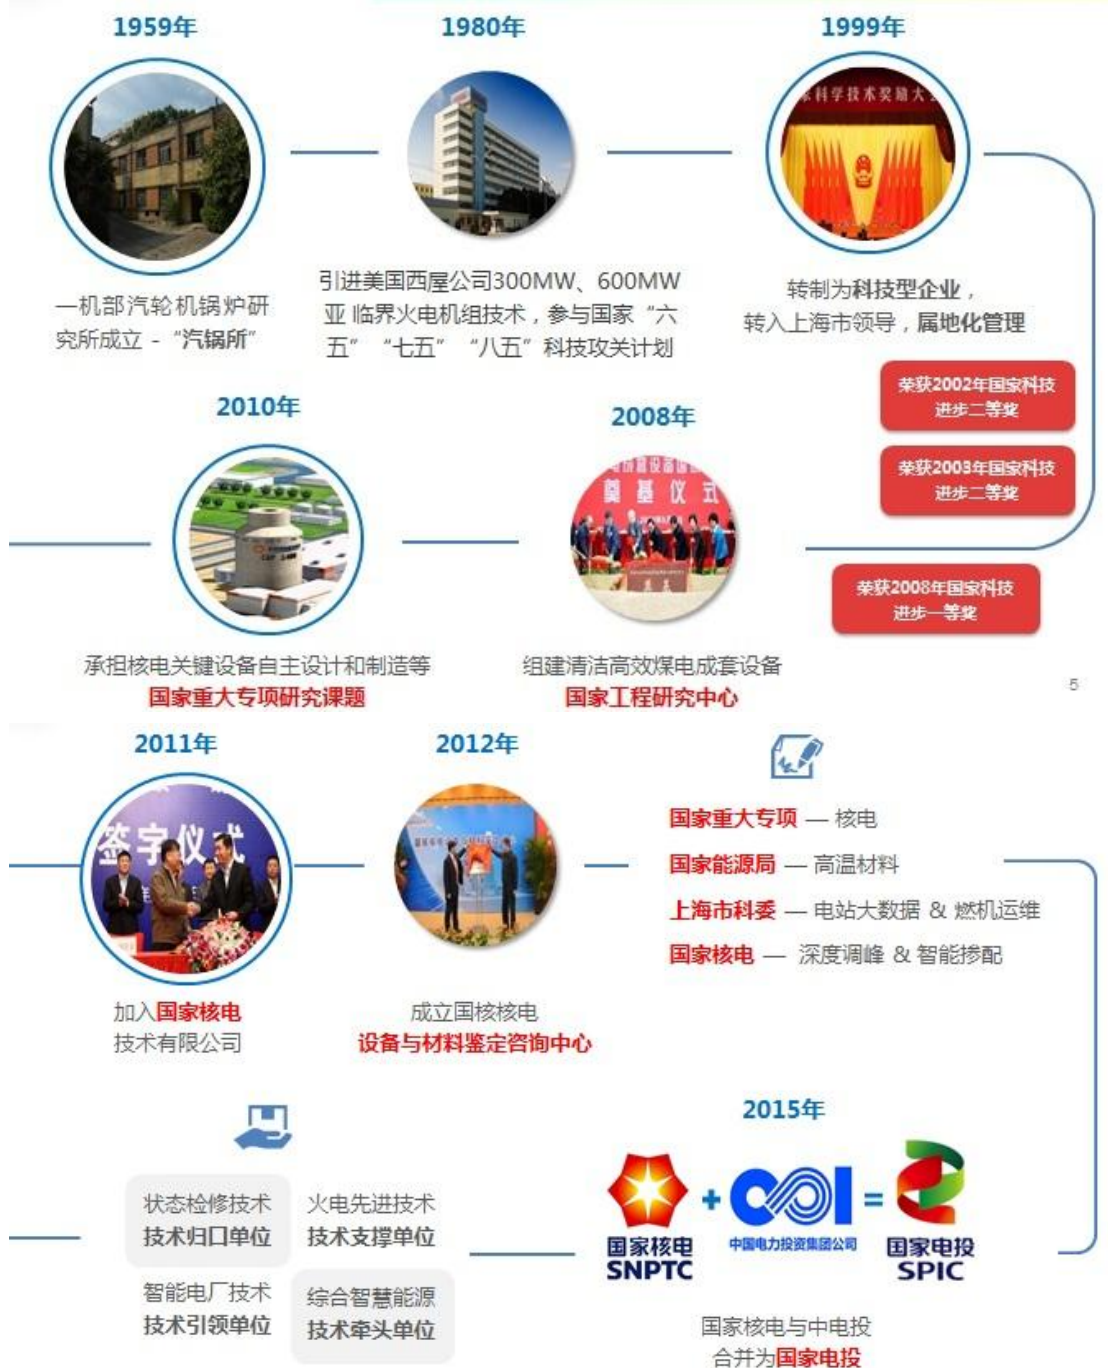 1959年
一机部汽轮机锅炉研
究所成立 - “汽锅所”
1980年
引进美国西屋公司300MW、600MW
亚 临界火电机组技术，参与国家“六
五”“七五”“八五”科技攻关计划
1999年
家科学技术奖励大
转制为科技型企业，
转入上海市领导，属地化管理
荣获2002年国家科技
进步二等奖
荣获2003年国家科技
进步二等奖
荣获2008年国家科技
进步一等奖
2008年
奠基仪式
奠基
组建清洁高效煤电成套设备
国家工程研究中心
2010年
承担核电关键设备自主设计和制造等
国家重大专项研究课题
5
2011年
签字仪式
加入国家核电
技术有限公司
2012年
成立国核核电
设备与材料鉴定咨询中心
国家重大专项 — 核电
国家能源局 — 高温材料
上海市科委 — 电站大数据 & 燃机运维
国家核电 — 深度调峰 & 智能掺配
2015年
国家核电
SNPTC
+
中国电力投资集团公司
=
国家电投
SPIC
国家核电与中电投
合并为国家电投
状态检修技术
技术归口单位
火电先进技术
技术支撑单位
智能电厂技术
技术引领单位
综合智慧能源
技术牵头单位